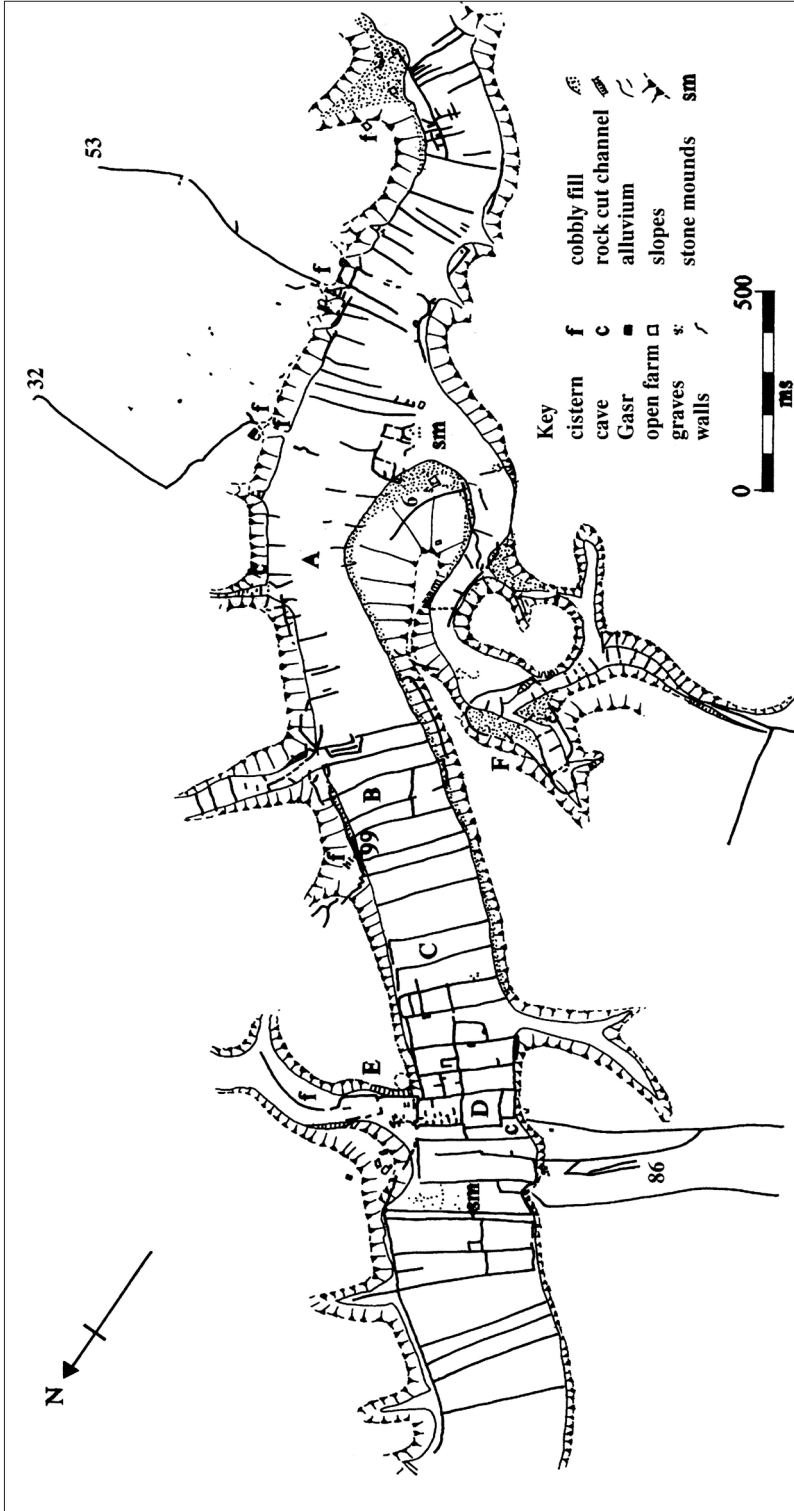 N
32
53
f
f
f
f
c
A
f
f
B
99
E
6
C
sm
sm
D
F
c
86
Key
cistern f
cave c
Gasr
open farm
graves
walls
cobbly fill
rock cut channel
alluvium
slopes
stone mounds sm
0 500
ms